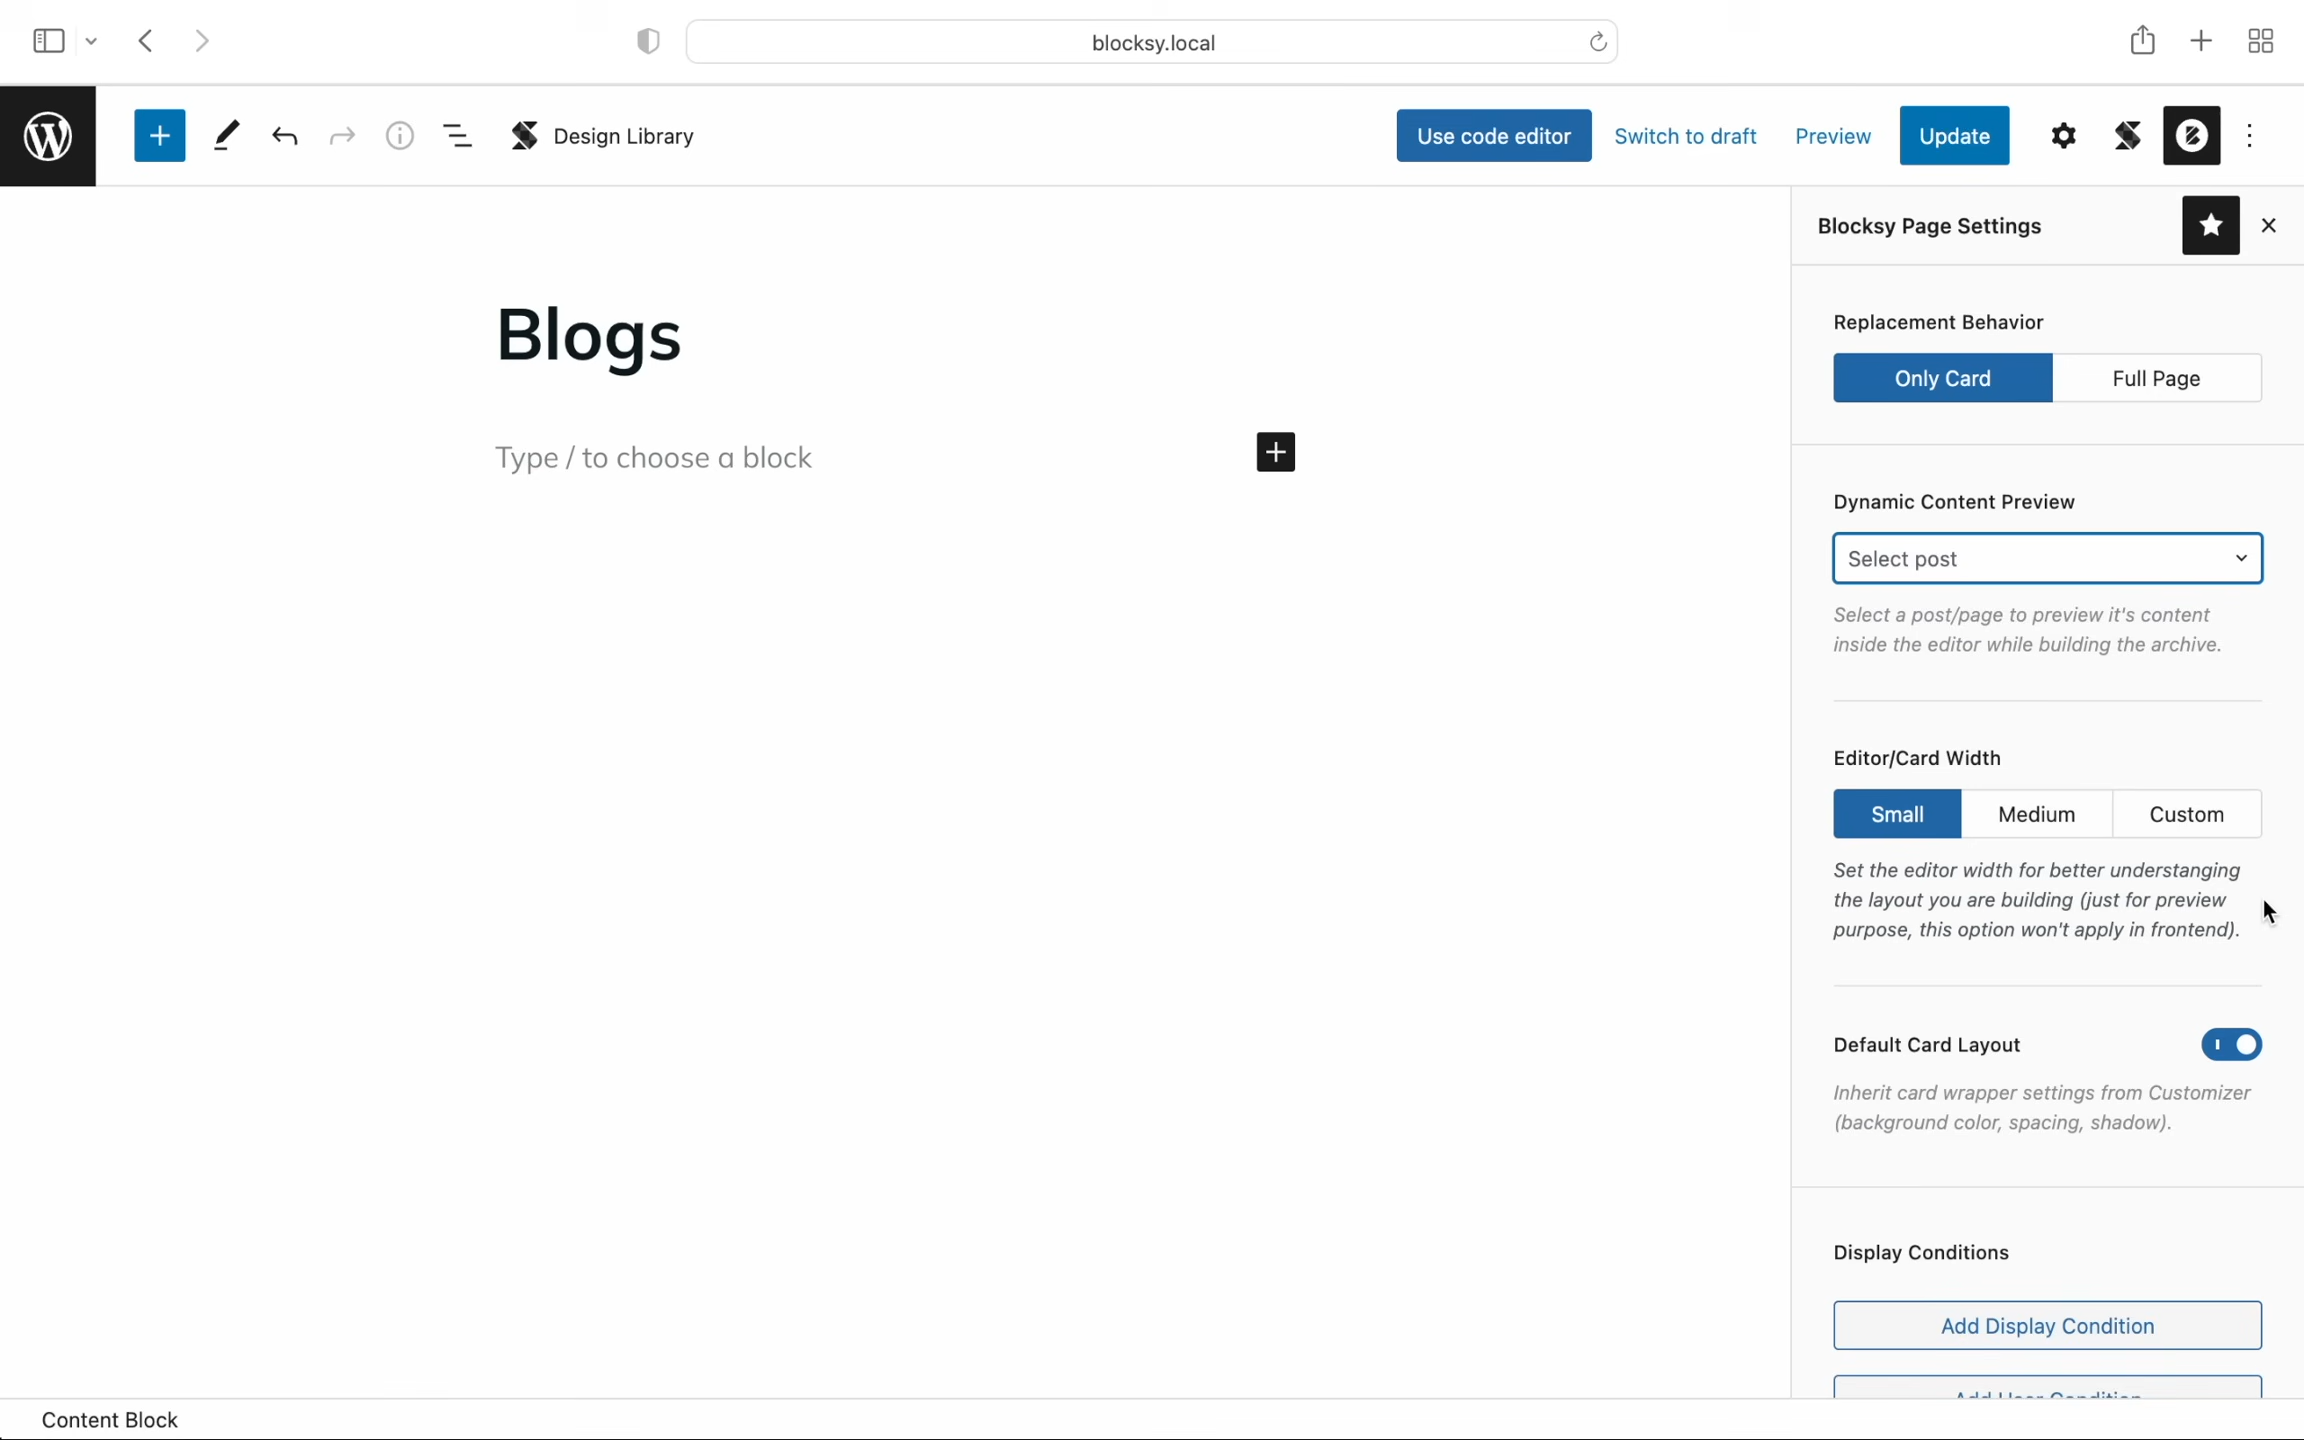 blocksy.local
Design Library
Use code editor
Switch to draft
Preview
Update
Blocksy Page Settings
Blogs
Type / to choose a block
Replacement Behavior
Only Card
Full Page
Dynamic Content Preview
Select post
Select a post/page to preview it's content
inside the editor while building the archive.
Editor/Card Width
Small
Medium
Custom
Set the editor width for better understanging
the layout you are building (just for preview
purpose, this option won't apply in frontend).
Default Card Layout
Inherit card wrapper settings from Customizer
(background color, spacing, shadow).
Display Conditions
Add Display Condition
Add User Condition
Content Block